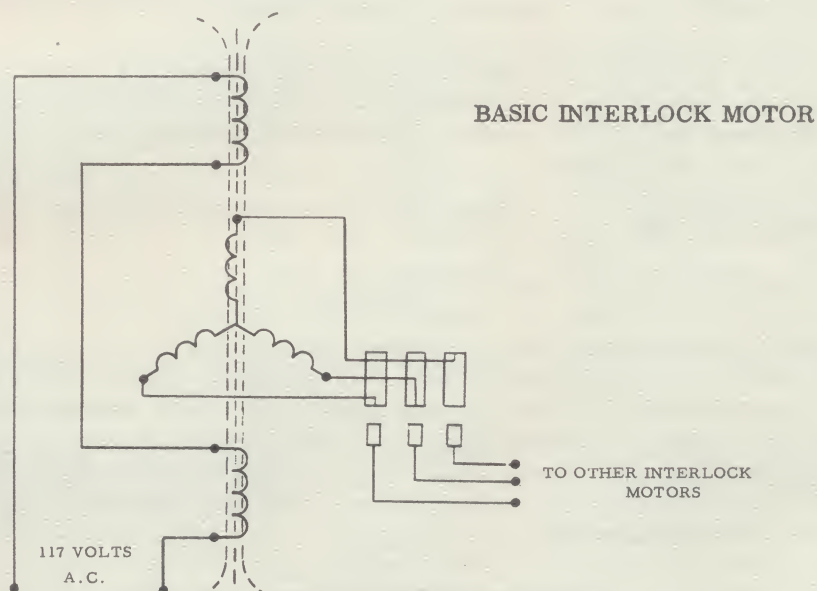 BASIC INTERLOCK MOTOR
TO OTHER INTERLOCK
MOTORS
117 VOLTS
A.C.